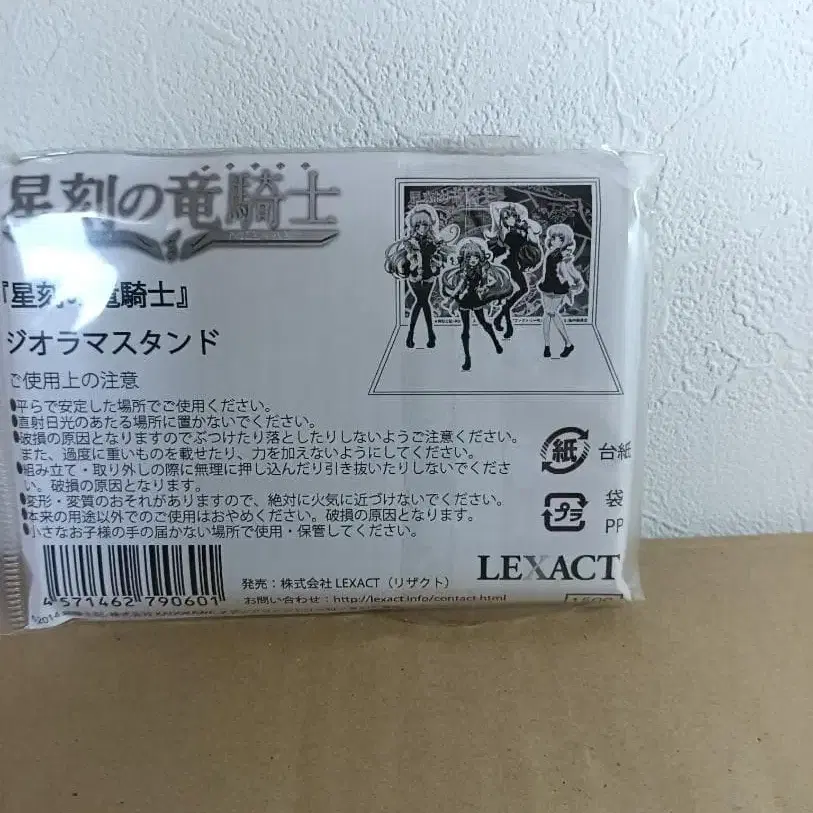 星刻の竜騎士
『星刻の竜騎士』
ジオラマスタンド
ご使用上の注意
●平らで安定した場所でご使用ください。
●直射日光のあたる場所に置かないでください。
●破損の原因となりますのでぶつけたり落としたりしないようご注意ください。
また、過度に重いものを載せたり、力を加えないようにしてください。
●組み立て・取り外しの際に無理に押し込んだり引き抜いたりしないでくださ
い。破損の原因となります。
●変形・変質のおそれがありますので、絶対に火気に近づけないでください。
●本来の用途以外でのご使用はおやめください。破損の原因となります。
●小さなお子様の手の届かない場所で使用・保管してください。
紙 台紙
プラ 袋
PP
LEXACT
4 571462 790601
発売：株式会社 LEXACT（リザクト）
お問い合わせ：http://lexact.info/contact.html